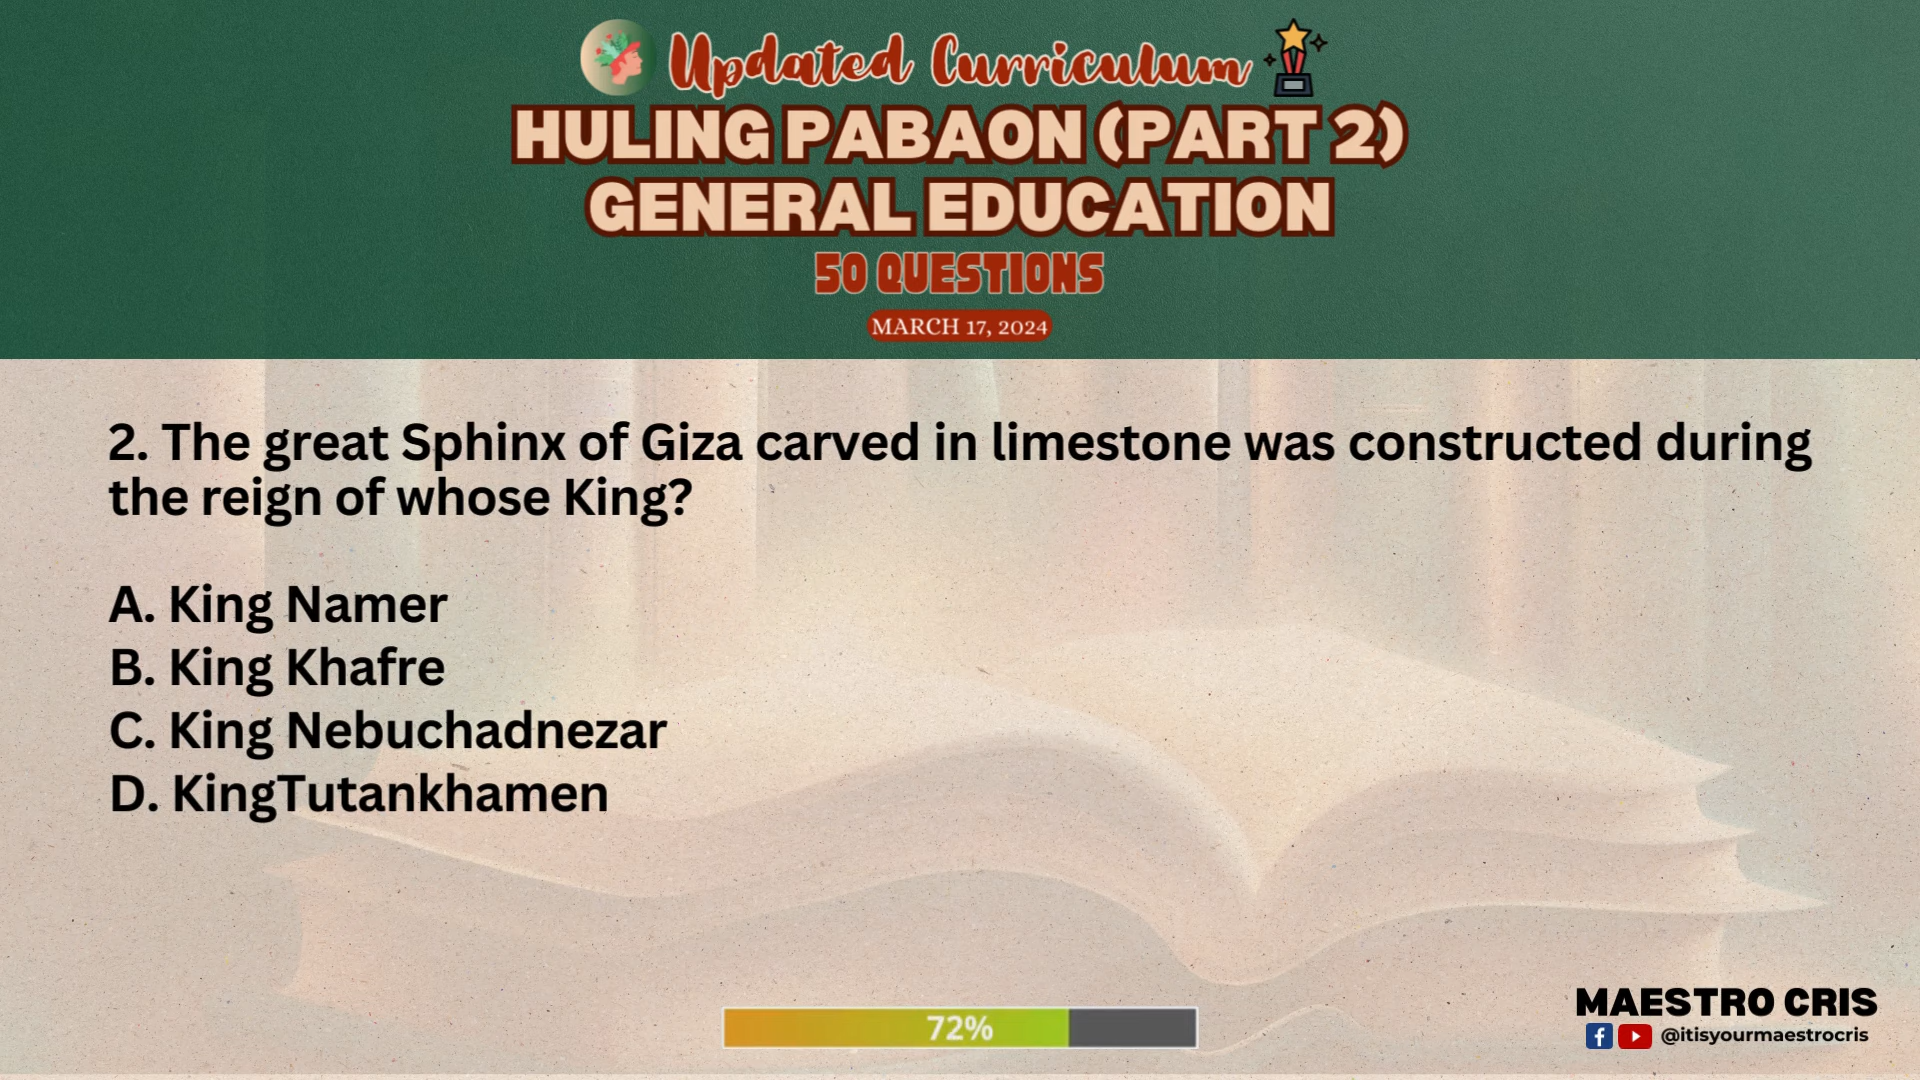 Updated Curriculum
HULING PABAON (PART 2)
GENERAL EDUCATION
50 QUESTIONS
MARCH 17, 2024
2. The great Sphinx of Giza carved in limestone was constructed during
the reign of whose King?
A. King Namer
B. King Khafre
C. King Nebuchadnezar
D. KingTutankhamen
72%
MAESTRO CRIS
@itisyourmaestrocris